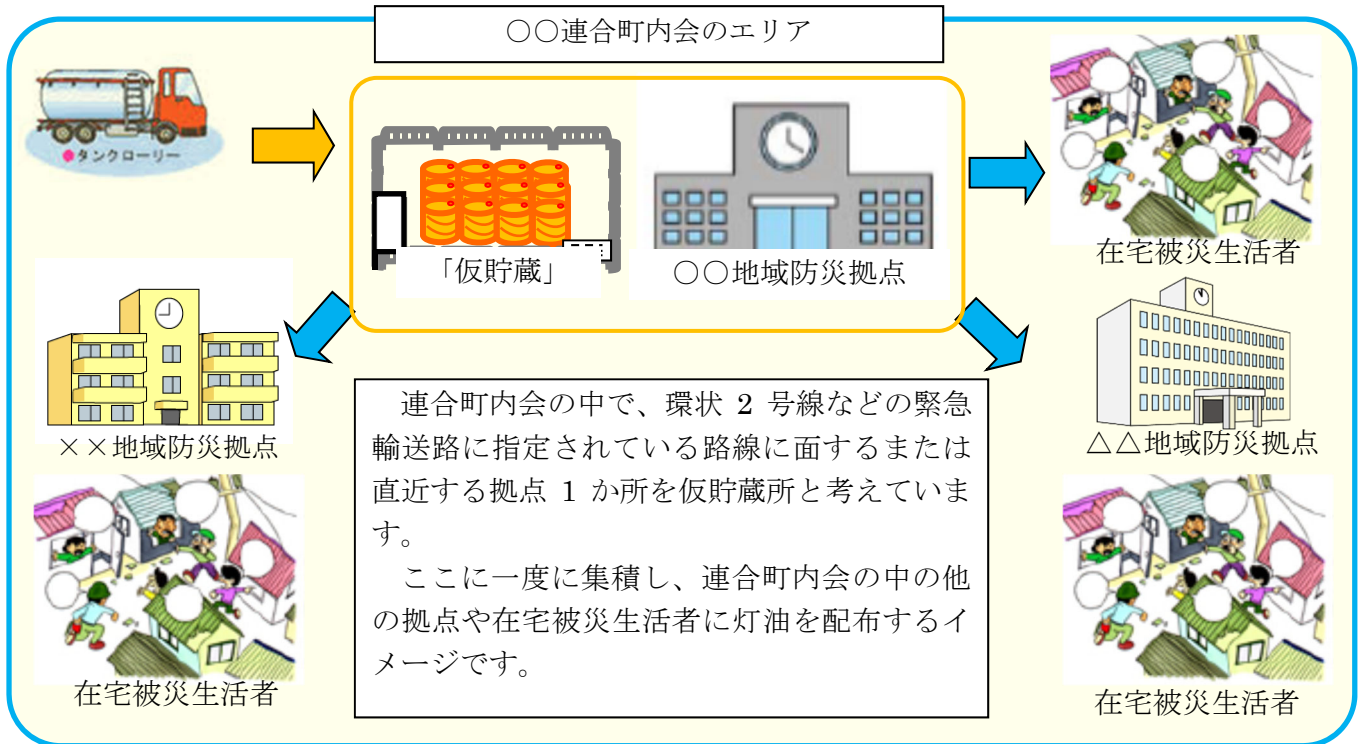 〇〇連合町内会のエリア
●タンクローリー
「仮貯蔵」
〇〇地域防災拠点
在宅被災生活者
××地域防災拠点
△△地域防災拠点
連合町内会の中で、環状 2 号線などの緊急
輸送路に指定されている路線に面するまたは
直近する拠点 1 か所を仮貯蔵所と考えていま
す。
ここに一度に集積し、連合町内会の中の他
の拠点や在宅被災生活者に灯油を配布するイ
メージです。
在宅被災生活者
在宅被災生活者